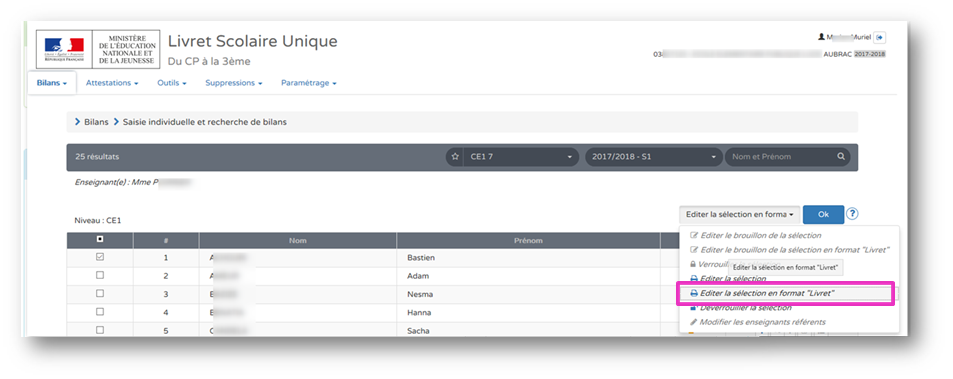 MINISTÈRE
DE L'ÉDUCATION
NATIONALE ET
DE LA JEUNESSE
RÉPUBLIQUE FRANÇAISE
Livret Scolaire Unique
Du CP à la 3ème
Muriel
AUBRAC 2017-2018
Bilans Attestations Outils Suppressions Paramétrage
Bilans Saisie individuelle et recherche de bilans
25 résultats CE1 7 2017/2018 - S1 Nom et Prénom
Enseignant(e) : Mme P
Niveau : CE1
Editer la sélection en forma Ok ?
# Nom Prénom
1 A Bastien
2 A Adam
3 B Nesma
4 B Hanna
5 C Sacha
Editer le brouillon de la sélection
Editer le brouillon de la sélection en format "Livret"
Editer la sélection en format "Livret"
Editer la sélection
Editer la sélection en format "Livret"
Déverrouiller la sélection
Modifier les enseignants référents